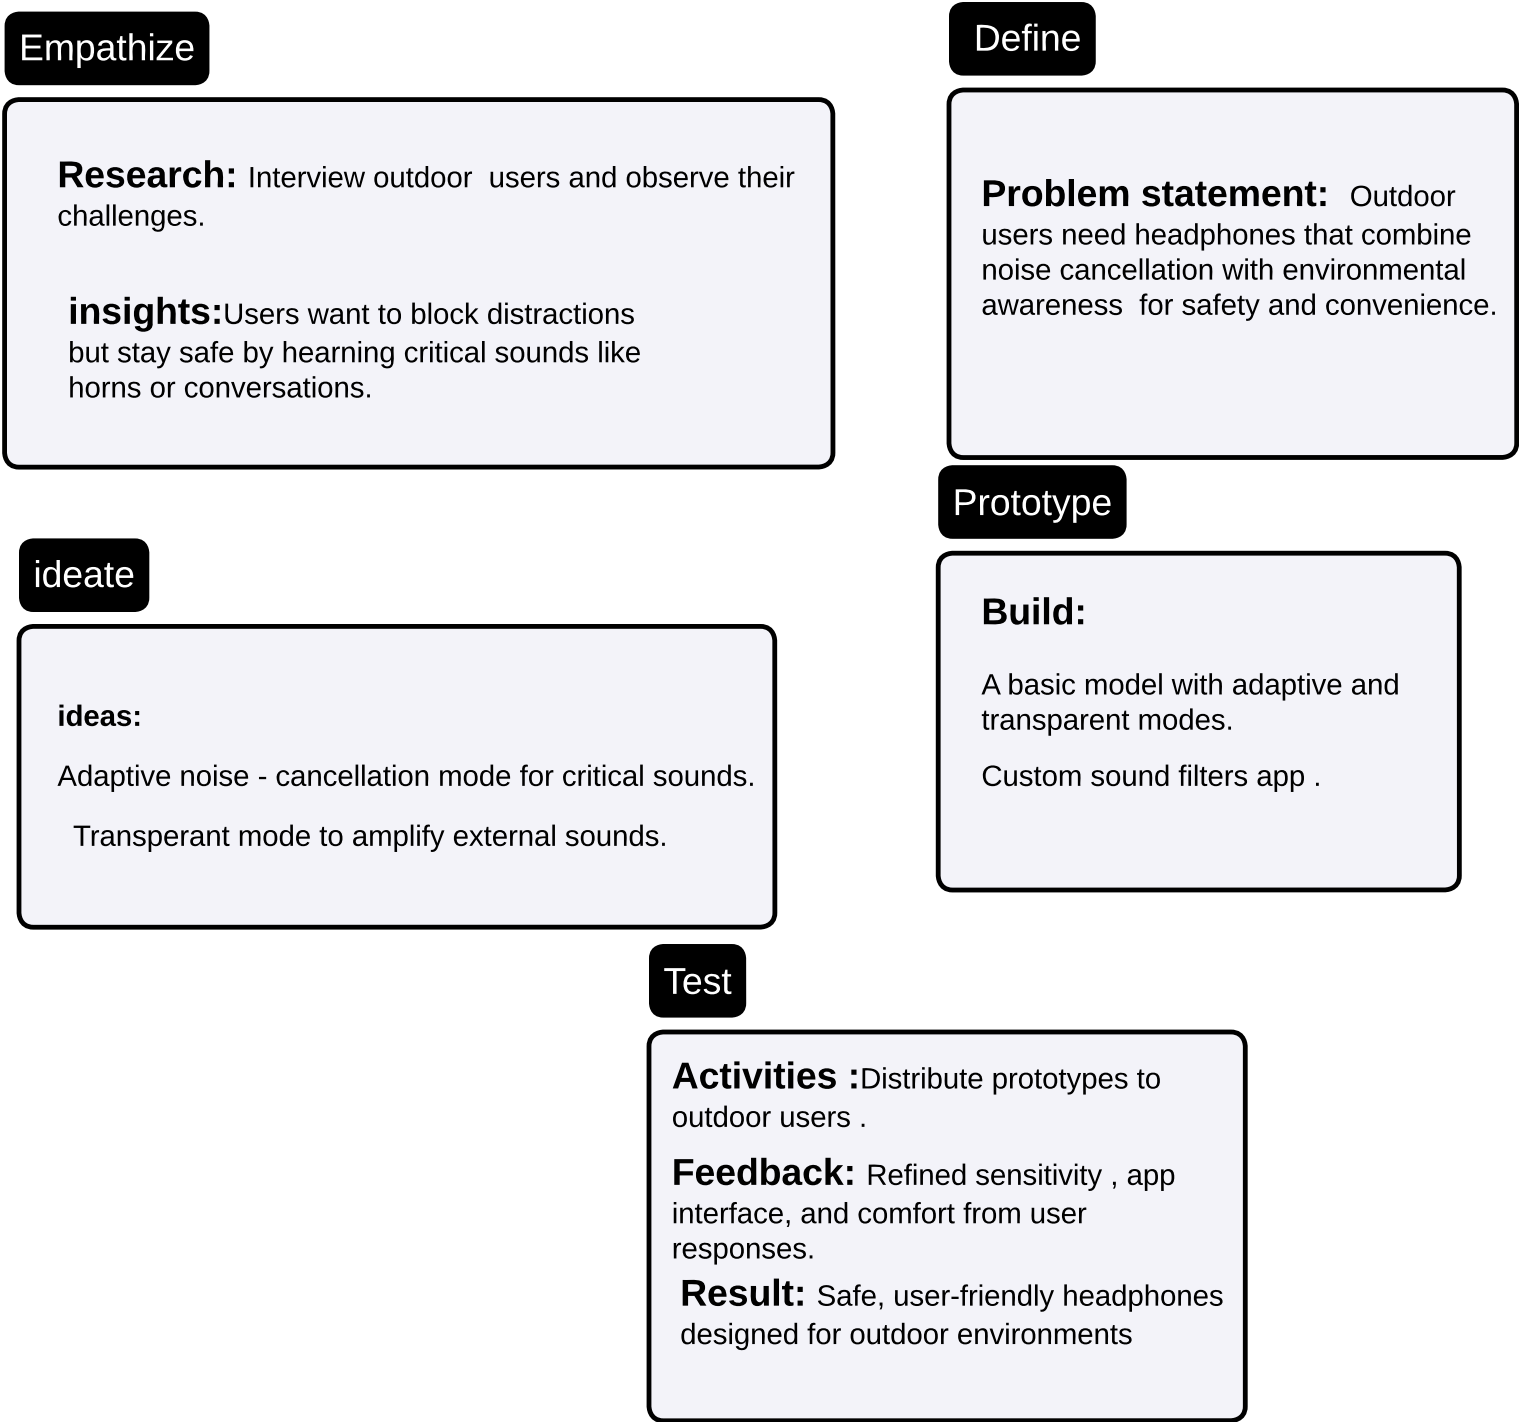 Empathize
Research: Interview outdoor  users and observe their
challenges.
insights:Users want to block distractions
but stay safe by hearning critical sounds like
horns or conversations.
Define
Problem statement:  Outdoor
users need headphones that combine
noise cancellation with environmental
awareness  for safety and convenience.
ideate
ideas:
Adaptive noise - cancellation mode for critical sounds.
Transperant mode to amplify external sounds.
Prototype
Build:
A basic model with adaptive and
transparent modes.
Custom sound filters app .
Test
Activities :Distribute prototypes to
outdoor users .
Feedback: Refined sensitivity , app
interface, and comfort from user
responses.
Result: Safe, user-friendly headphones
designed for outdoor environments